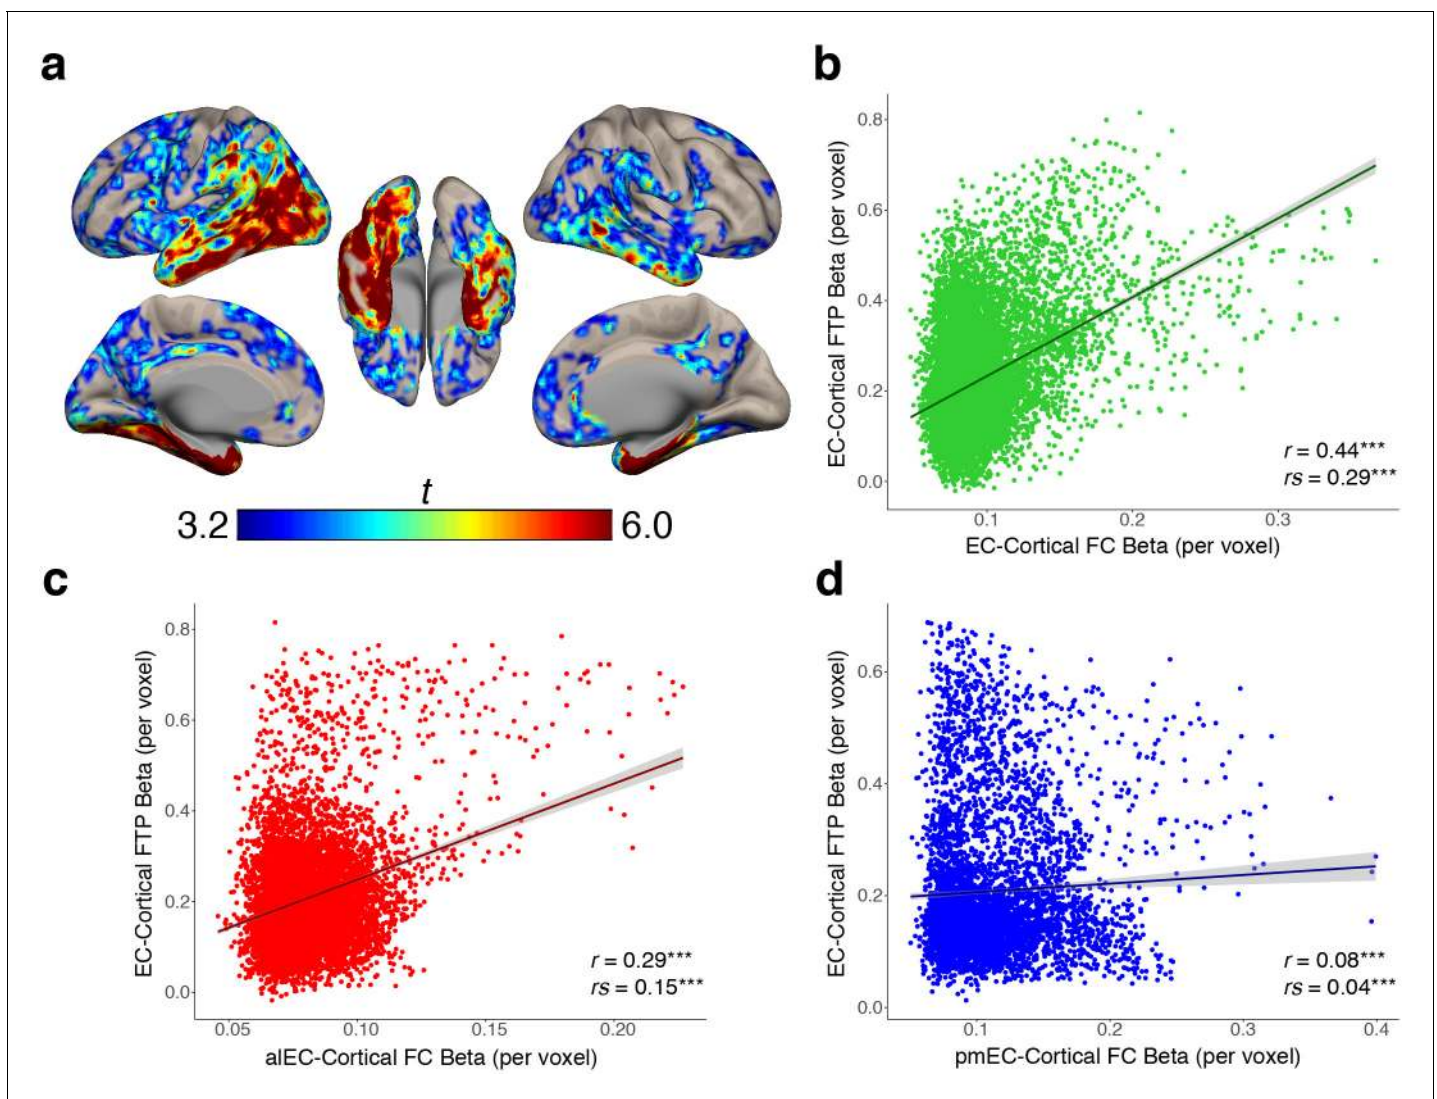 a
t
3.2 6.0
b
EC-Cortical FTP Beta (per voxel)
0.8
0.6
0.4
0.2
0.0
r = 0.44***
rs = 0.29***
0.1 0.2 0.3
EC-Cortical FC Beta (per voxel)
c
EC-Cortical FTP Beta (per voxel)
0.8
0.6
0.4
0.2
0.0
r = 0.29***
rs = 0.15***
0.05 0.10 0.15 0.20
alEC-Cortical FC Beta (per voxel)
d
EC-Cortical FTP Beta (per voxel)
0.6
0.4
0.2
0.0
r = 0.08***
rs = 0.04***
0.1 0.2 0.3 0.4
pmEC-Cortical FC Beta (per voxel)